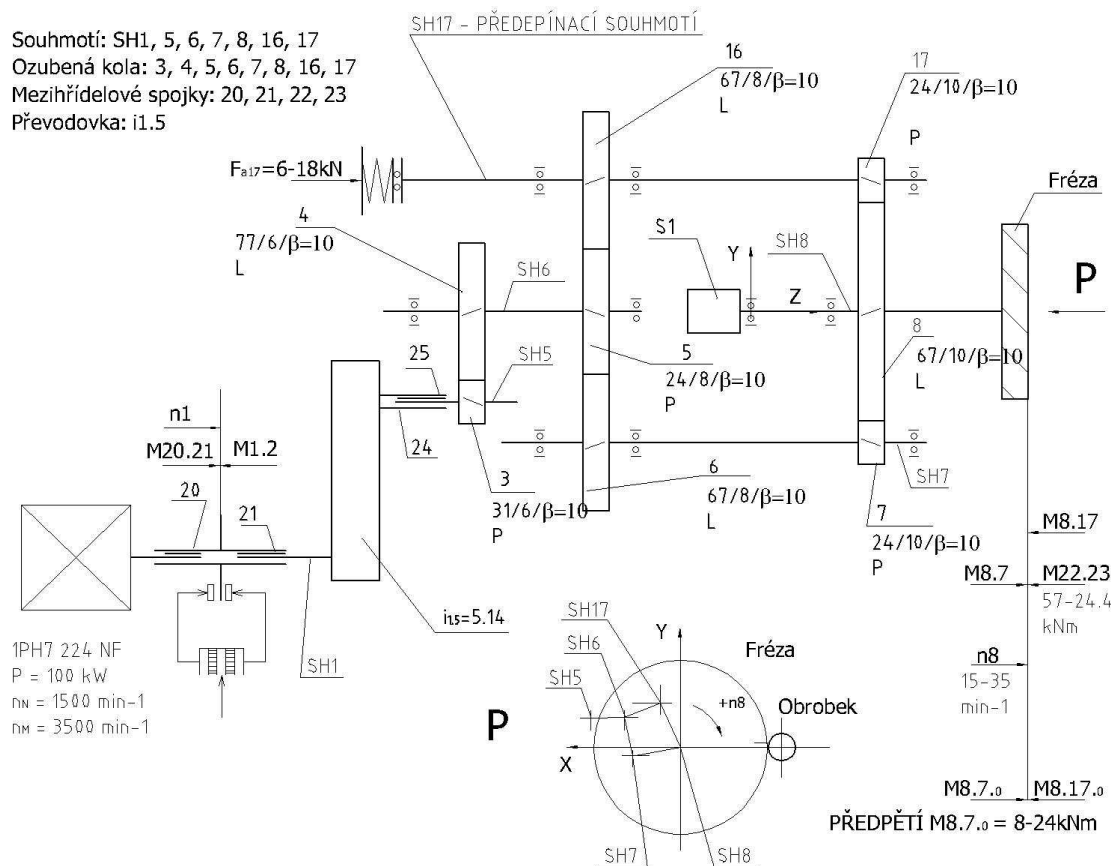 SH17 - PŘEDEPÍNACÍ SOUHMOTÍ
Souhmotí: SH1, 5, 6, 7, 8, 16, 17
Ozubená kola: 3, 4, 5, 6, 7, 8, 16, 17
Mezihřídelové spojky: 20, 21, 22, 23
Převodovka: i1.5
16
67/8/β=10
L
17
24/10/β=10
P
Fa17=6-18kN
Fréza
4
77/6/β=10
L
S1
Y
SH8
SH6
Z
P
8
67/10/β=10
L
25
SH5
5
24/8/β=10
P
n1
24
M20.21
M1.2
3
31/6/β=10
P
6
67/8/β=10
L
SH7
7
24/10/β=10
P
20
21
M8.17
M8.7
M22.23
57-24.4
kNm
i1.5=5.14
SH17
Y
SH6
Fréza
n8
15-35
min-1
1PH7 224 NF
P = 100 kW
nN = 1500 min-1
nM = 3500 min-1
SH1
SH5
P
+n8
Obrobek
X
M8.7.0
M8.17.0
PŘEDPĚTÍ M8.7.0 = 8-24kNm
SH7
SH8